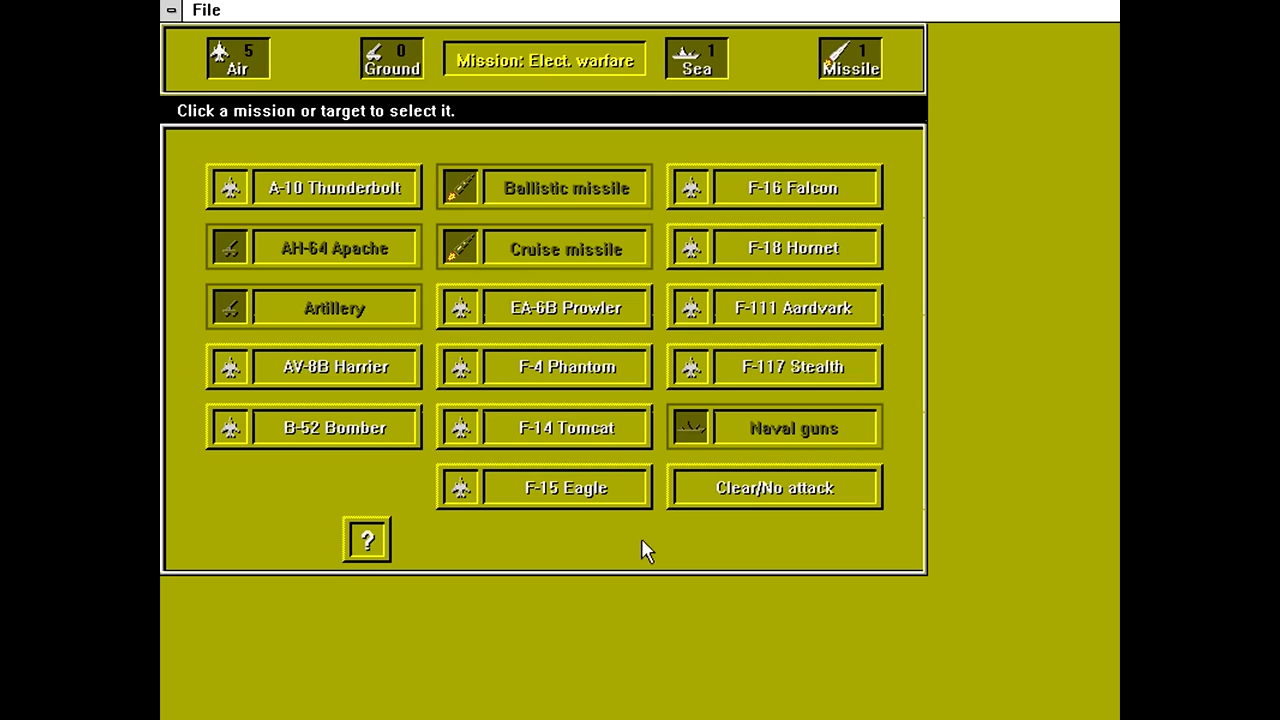 File
5
Air
0
Ground
Mission: Elect. warfare
1
Sea
1
Missile
Click a mission or target to select it.
A-10 Thunderbolt
Ballistic missile
F-16 Falcon
AH-64 Apache
Cruise missile
F-18 Hornet
Artillery
EA-6B Prowler
F-111 Aardvark
AV-8B Harrier
F-4 Phantom
F-117 Stealth
B-52 Bomber
F-14 Tomcat
Naval guns
F-15 Eagle
Clear/No attack
?